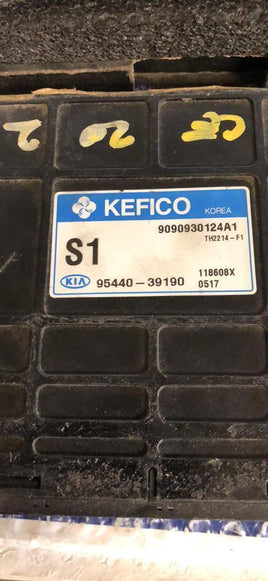 KEFICO KOREA
9090930124A1
S1 TH2214-F1
118608X
KIA 95440-39190 0517